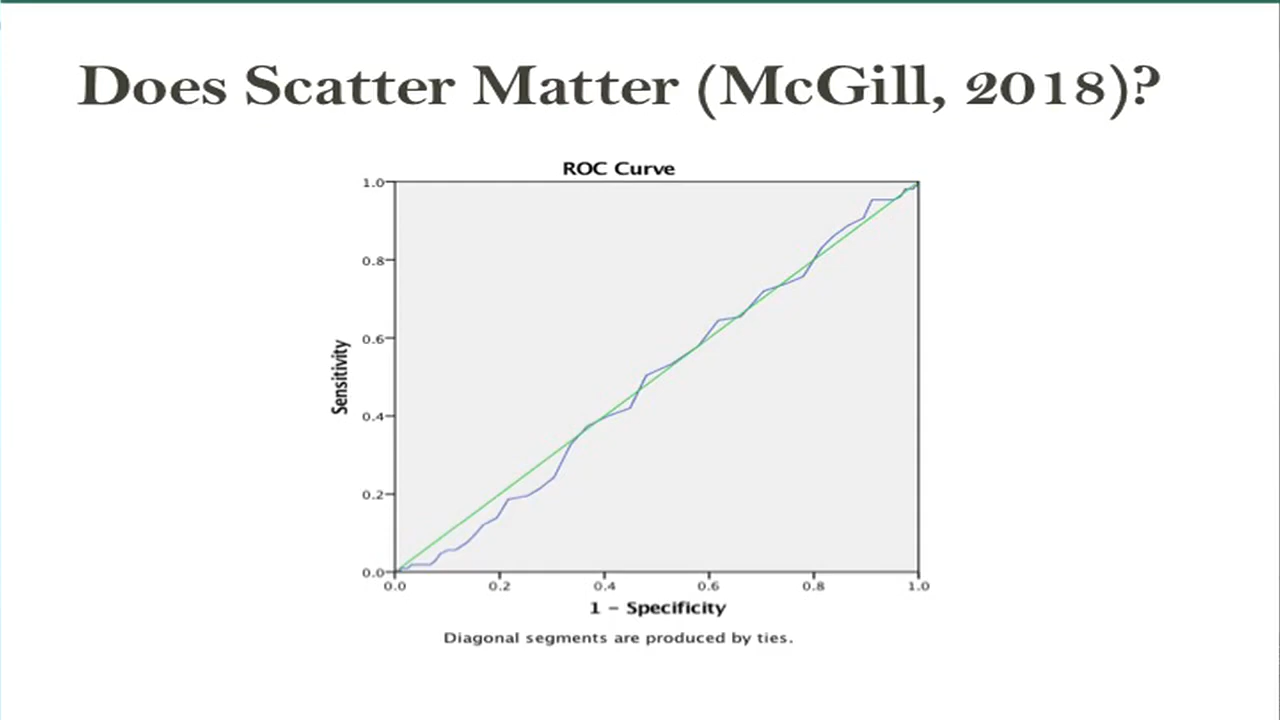 Does Scatter Matter (McGill, 2018)?
ROC Curve
1.0
0.8
0.6
0.4
0.2
0.0
Sensitivity
0.0 0.2 0.4 0.6 0.8 1.0
1 - Specificity
Diagonal segments are produced by ties.